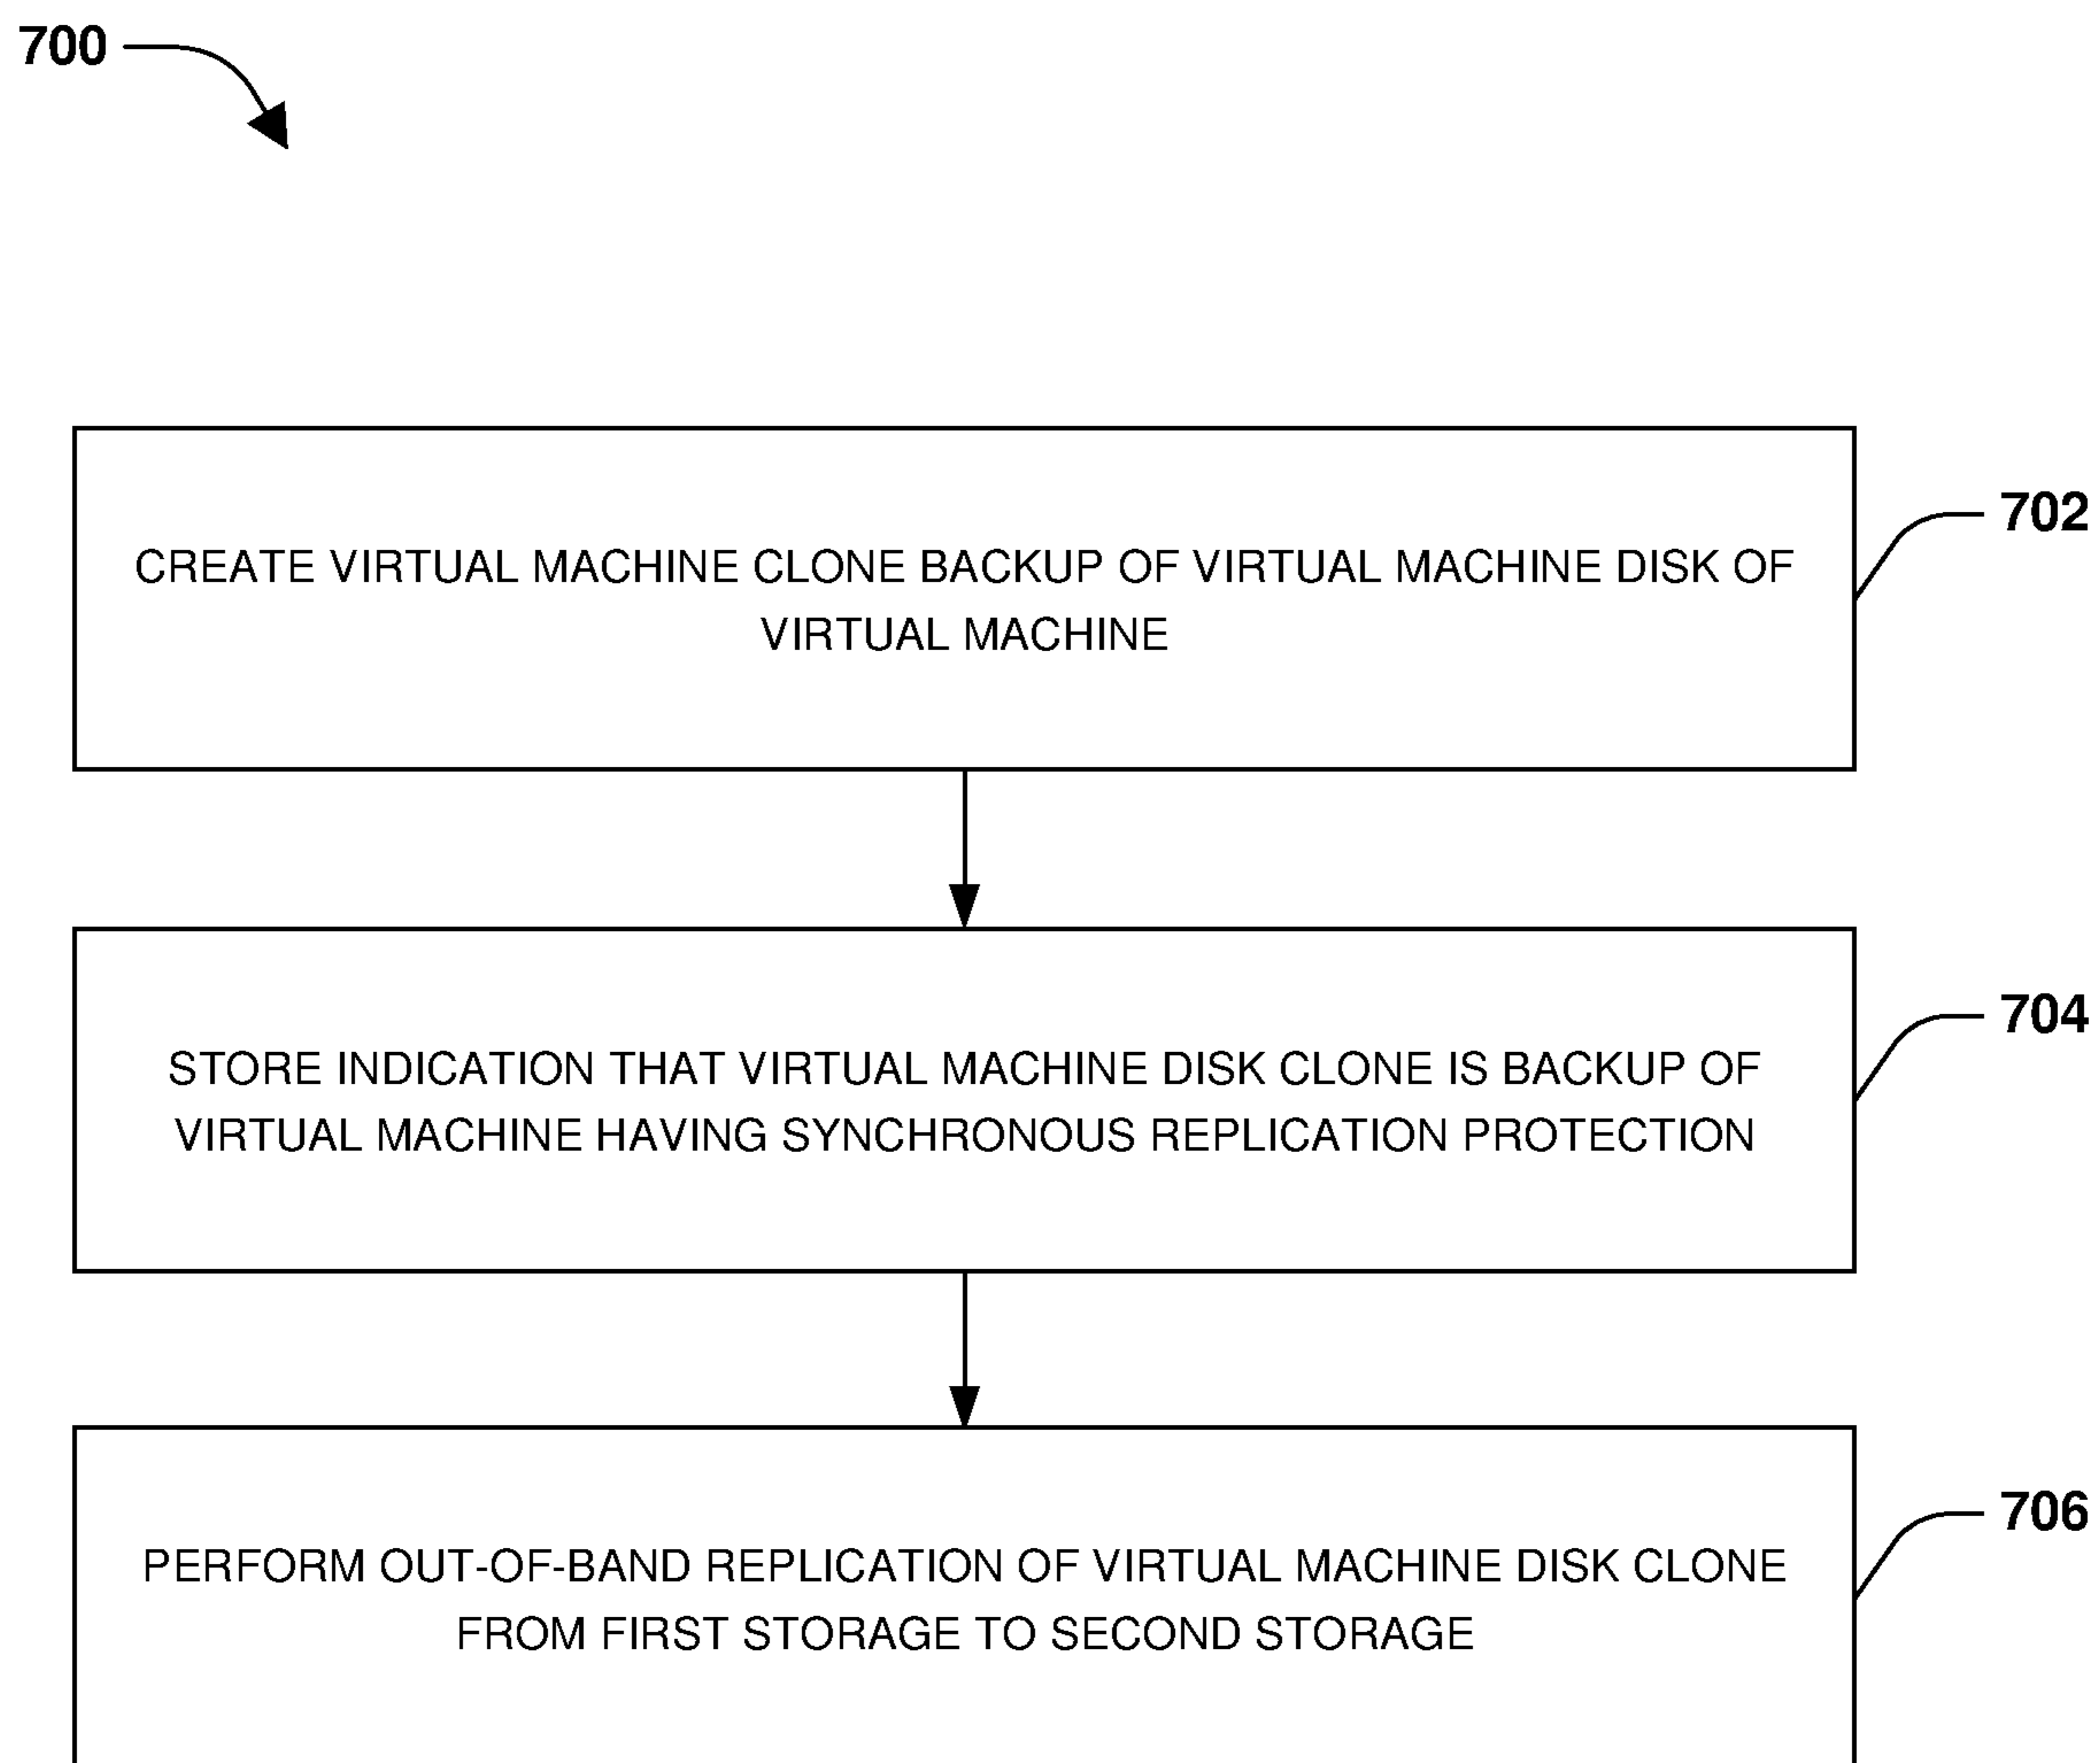 700
CREATE VIRTUAL MACHINE CLONE BACKUP OF VIRTUAL MACHINE DISK OF
VIRTUAL MACHINE
702
STORE INDICATION THAT VIRTUAL MACHINE DISK CLONE IS BACKUP OF
VIRTUAL MACHINE HAVING SYNCHRONOUS REPLICATION PROTECTION
704
PERFORM OUT-OF-BAND REPLICATION OF VIRTUAL MACHINE DISK CLONE
FROM FIRST STORAGE TO SECOND STORAGE
706